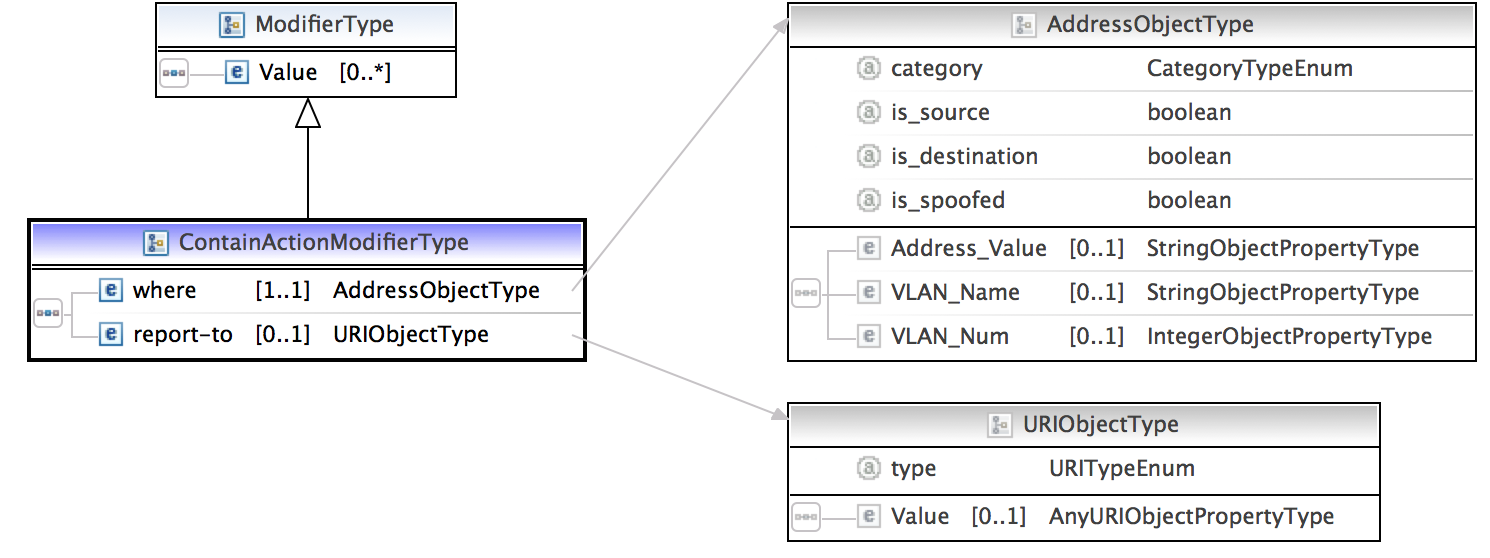 ModifierType
e Value [0..*]
ContainActionModifierType
e where [1..1] AddressObjectType
e report-to [0..1] URIObjectType
AddressObjectType
a category CategoryTypeEnum
a is_source boolean
a is_destination boolean
a is_spoofed boolean
e Address_Value [0..1] StringObjectPropertyType
e VLAN_Name [0..1] StringObjectPropertyType
e VLAN_Num [0..1] IntegerObjectPropertyType
URIObjectType
a type URITypeEnum
e Value [0..1] AnyURIObjectPropertyType